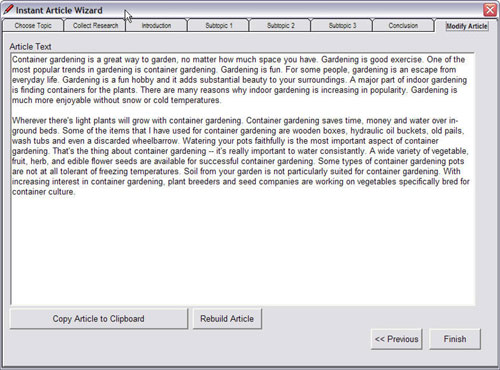 Instant Article Wizard
Choose Topic Collect Research Introduction Subtopic 1 Subtopic 2 Subtopic 3 Conclusion Modify Article
Article Text
Container gardening is a great way to garden, no matter how much space you have. Gardening is good exercise. One of the
most popular trends in gardening is container gardening. Gardening is fun. For some people, gardening is an escape from
everyday life. Gardening is a fun hobby and it adds substantial beauty to your surroundings. A major part of indoor gardening
is finding containers for the plants. There are many reasons why indoor gardening is increasing in popularity. Gardening is
much more enjoyable without snow or cold temperatures.
Wherever there's light plants will grow with container gardening. Container gardening saves time, money and water over in-
ground beds. Some of the items that I have used for container gardening are wooden boxes, hydraulic oil buckets, old pails,
wash tubs and even a discarded wheelbarrow. Watering your pots faithfully is the most important aspect of container
gardening. That's the thing about container gardening -- it's really important to water consistantly. A wide variety of vegetable,
fruit, herb, and edible flower seeds are available for successful container gardening. Some types of container gardening pots
are not at all tolerant of freezing temperatures. Soil from your garden is not particularly suited for container gardening. With
increasing interest in container gardening, plant breeders and seed companies are working on vegetables specifically bred for
container culture.
Copy Article to Clipboard Rebuild Article
<< Previous Finish